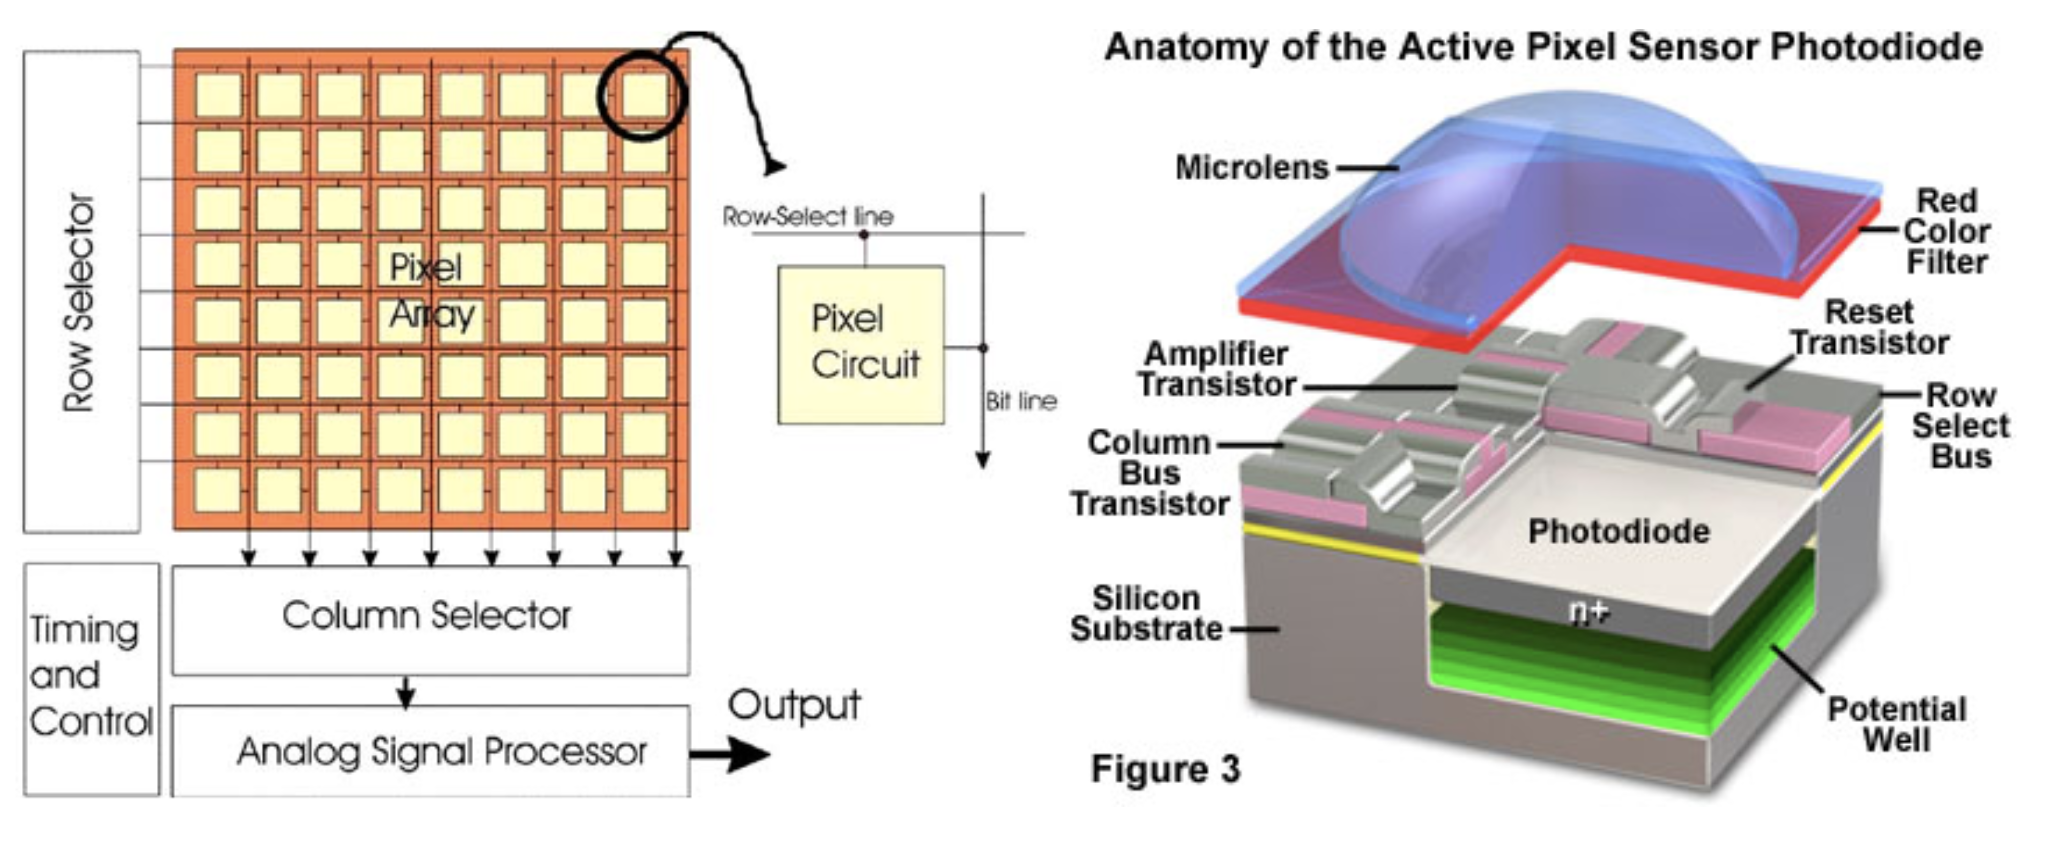 Row Selector
Pixel
Array
Row-Select line
Pixel
Circuit
Bit line
Timing
and
Control
Column Selector
Analog Signal Processor
Output
Anatomy of the Active Pixel Sensor Photodiode
Microlens
Red
Color
Filter
Reset
Transistor
Amplifier
Transistor
Row
Select
Bus
Column
Bus
Transistor
Photodiode
n+
Silicon
Substrate
Potential
Well
Figure 3